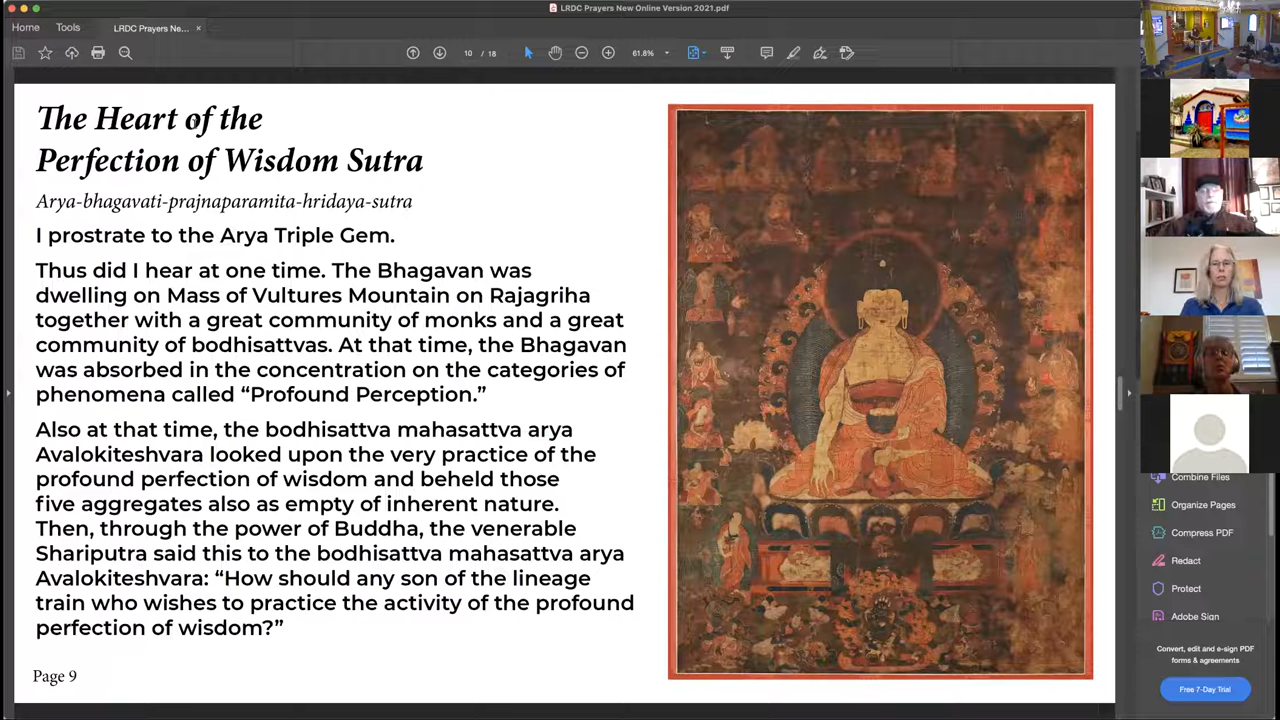 LRDC Prayers New Online Version 2021.pdf
Home
Tools
LRDC Prayers Ne...
10 / 18
61.8%
The Heart of the
Perfection of Wisdom Sutra
Arya-bhagavati-prajnaparamita-hridaya-sutra
I prostrate to the Arya Triple Gem.
Thus did I hear at one time. The Bhagavan was
dwelling on Mass of Vultures Mountain on Rajagriha
together with a great community of monks and a great
community of bodhisattvas. At that time, the Bhagavan
was absorbed in the concentration on the categories of
phenomena called “Profound Perception.”
Also at that time, the bodhisattva mahasattva arya
Avalokiteshvara looked upon the very practice of the
profound perfection of wisdom and beheld those
five aggregates also as empty of inherent nature.
Then, through the power of Buddha, the venerable
Shariputra said this to the bodhisattva mahasattva arya
Avalokiteshvara: “How should any son of the lineage
train who wishes to practice the activity of the profound
perfection of wisdom?”
Page 9
Combine Files
Organize Pages
Compress PDF
Redact
Protect
Adobe Sign
Convert, edit and e-sign PDF
forms & agreements
Free 7-Day Trial